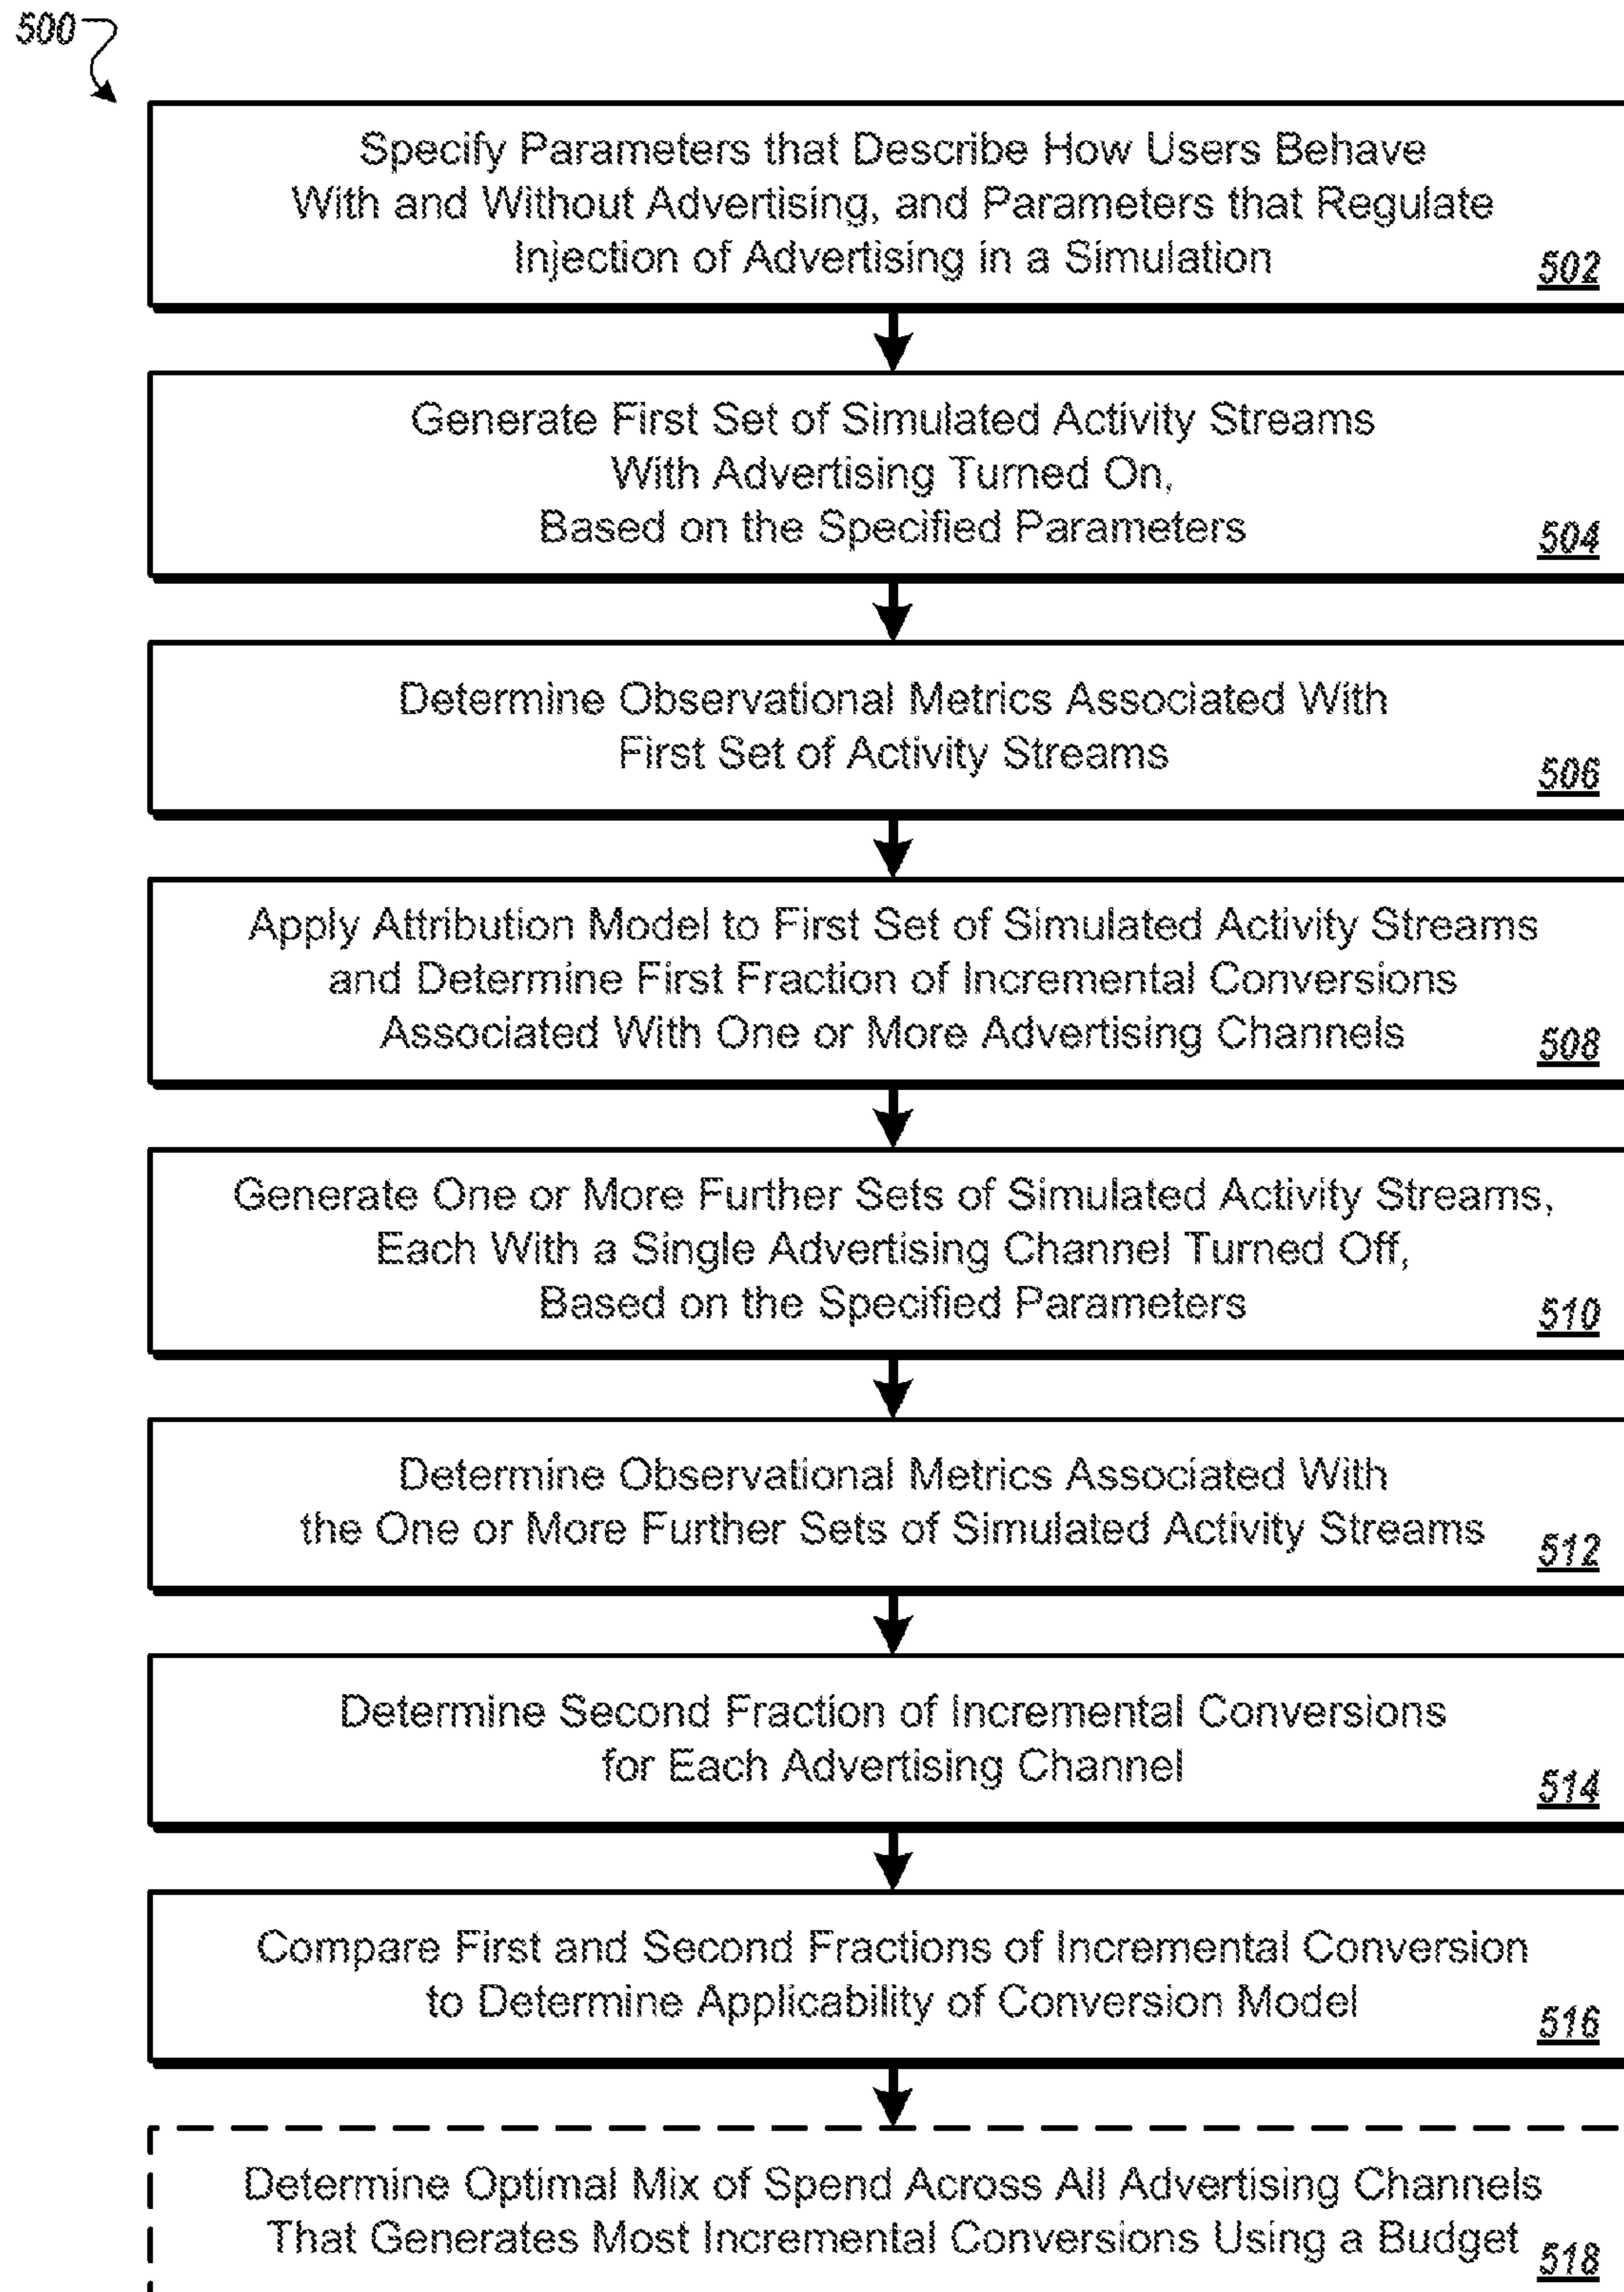 500
Specify Parameters that Describe How Users Behave
With and Without Advertising, and Parameters that Regulate
Injection of Advertising in a Simulation
502
Generate First Set of Simulated Activity Streams
With Advertising Turned On,
Based on the Specified Parameters
504
Determine Observational Metrics Associated With
First Set of Activity Streams
506
Apply Attribution Model to First Set of Simulated Activity Streams
and Determine First Fraction of Incremental Conversions
Associated With One or More Advertising Channels
508
Generate One or More Further Sets of Simulated Activity Streams,
Each With a Single Advertising Channel Turned Off,
Based on the Specified Parameters
510
Determine Observational Metrics Associated With
the One or More Further Sets of Simulated Activity Streams
512
Determine Second Fraction of Incremental Conversions
for Each Advertising Channel
514
Compare First and Second Fractions of Incremental Conversion
to Determine Applicability of Conversion Model
516
Determine Optimal Mix of Spend Across All Advertising Channels
That Generates Most Incremental Conversions Using a Budget
518